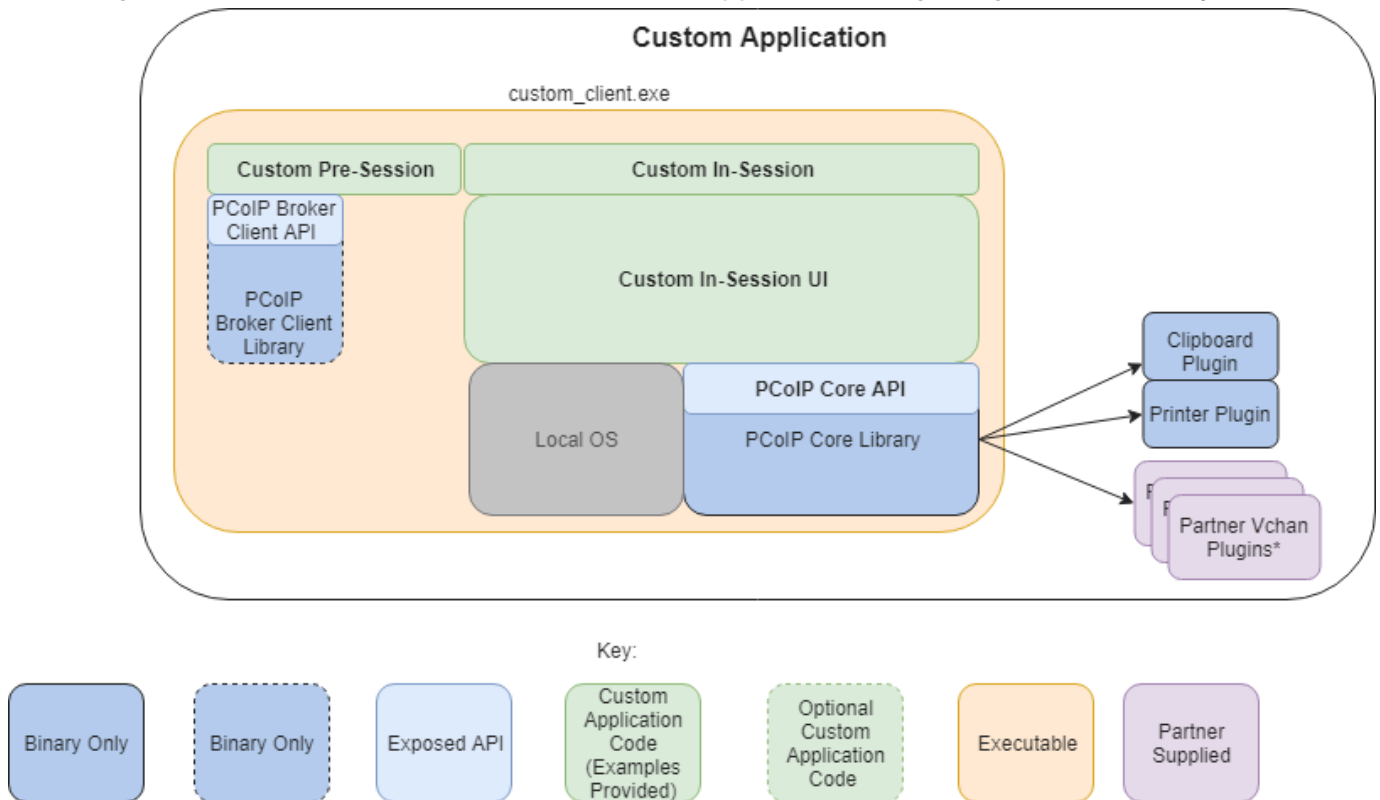 Custom Application
custom_client.exe
Custom Pre-Session
Custom In-Session
PCoIP Broker
Client API
PCoIP
Broker Client
Library
Custom In-Session UI
Local OS
PCoIP Core API
PCoIP Core Library
Clipboard
Plugin
Printer Plugin
Partner Vchan
Plugins*
Key:
Binary Only
Binary Only
Exposed API
Custom
Application
Code
(Examples
Provided)
Optional
Custom
Application
Code
Executable
Partner
Supplied